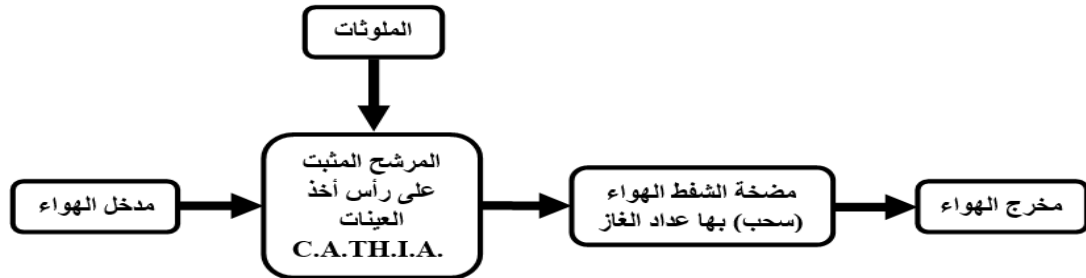 الملوثات
مدخل الهواء
المرشح المثبت
على رأس أخذ
العينات
C.A.TH.I.A.
مضخة الشفط الهواء
(سحب) بها عداد الغاز
مخرج الهواء